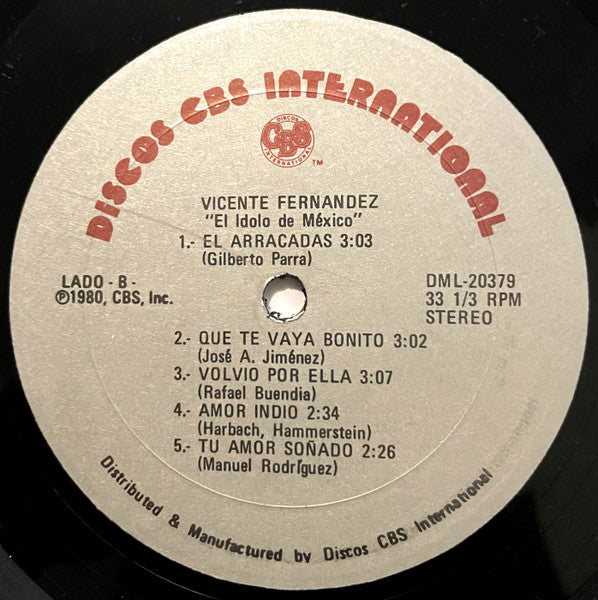 DISCOS CBS INTERNATIONAL
DISCOS
CBS
INTERNATIONAL
TM
VICENTE FERNANDEZ
"El Idolo de México"
1.- EL ARRACADAS 3:03
(Gilberto Parra)
LADO - B -
℗1980, CBS, Inc.
DML-20379
33 1/3 RPM
STEREO
2.- QUE TE VAYA BONITO 3:02
(José A. Jiménez)
3.- VOLVIO POR ELLA 3:07
(Rafael Buendia)
4.- AMOR INDIO 2:34
(Harbach, Hammerstein)
5.- TU AMOR SOÑADO 2:26
(Manuel Rodríguez)
Distributed & Manufactured by Discos CBS International